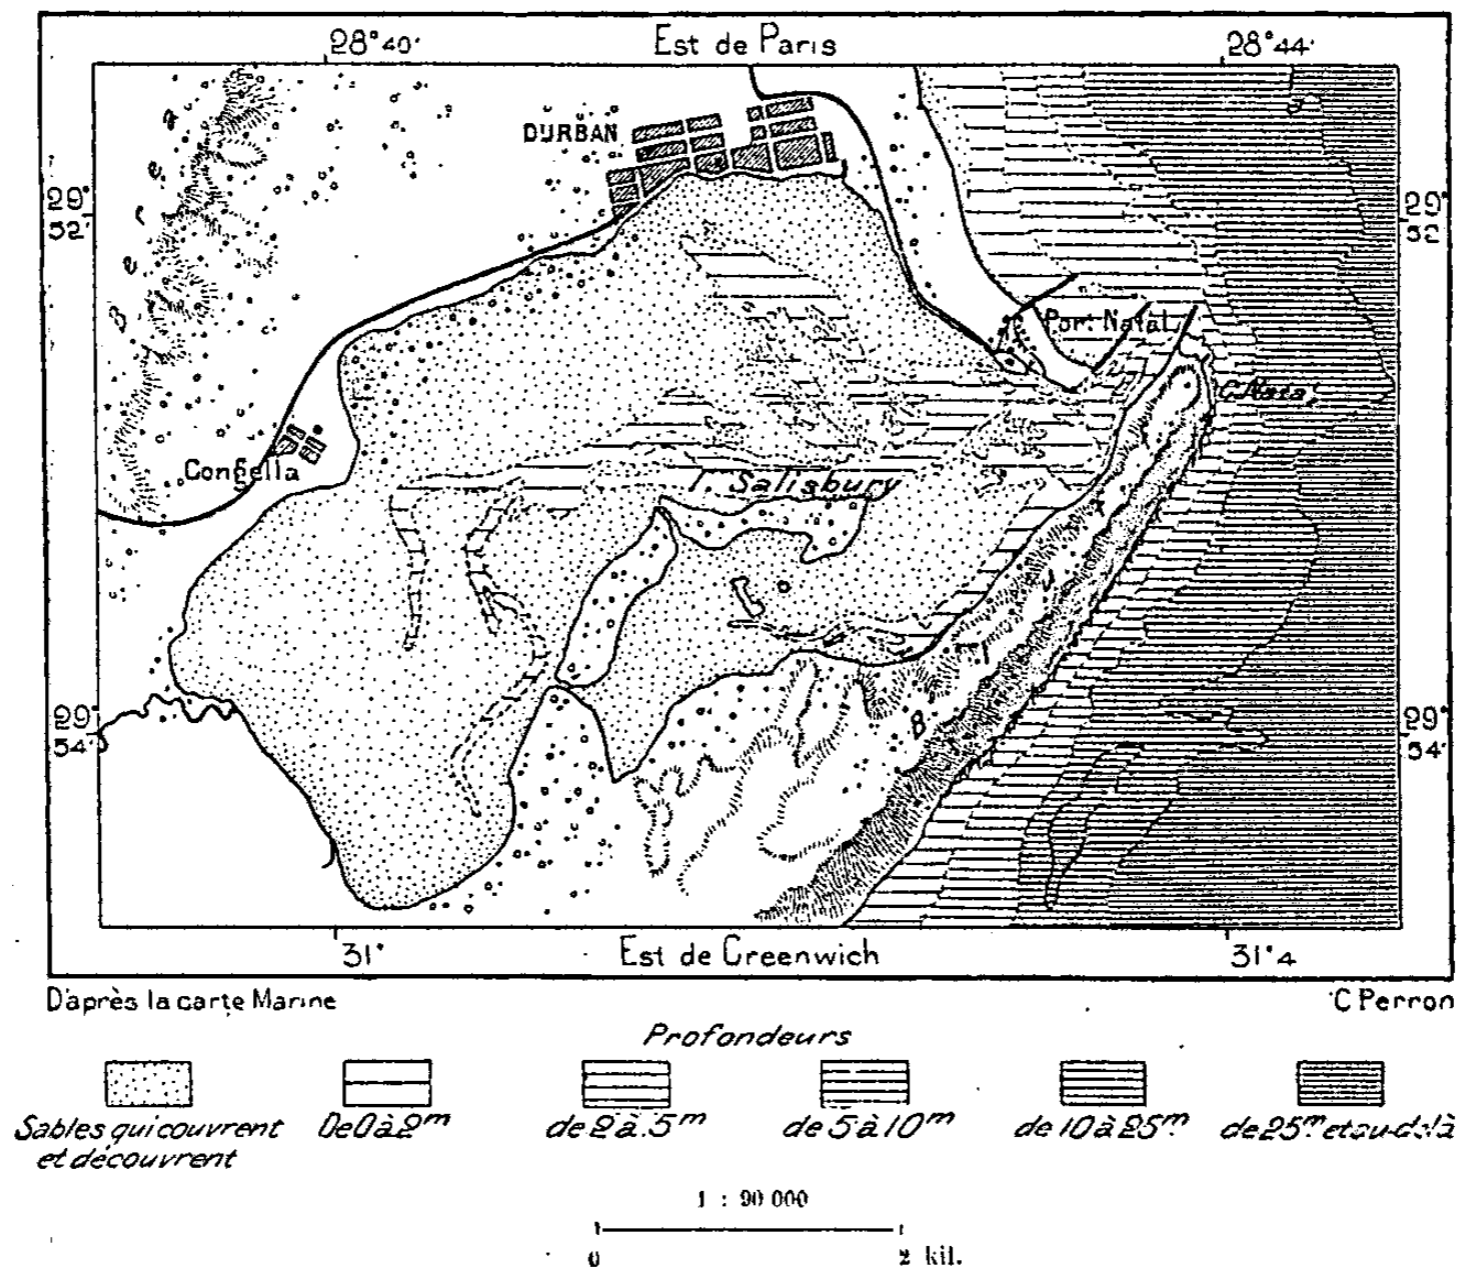 28°40'
Est de Paris
28°44'
DURBAN
29°
52'
29°
52'
B e r e a
Port Natal
C. Natal
Congella
I. Salisbury
B l u f f
29°
54'
29°
54'
31°
Est de Greenwich
31°4
D'après la carte Marine
C Perron
Profondeurs
Sables qui couvrent
et découvrent
De 0 à 2m
de 2 à 5m
de 5 à 10m
de 10 à 25m
de 25m et au-delà
1 : 90 000
0
2 kil.